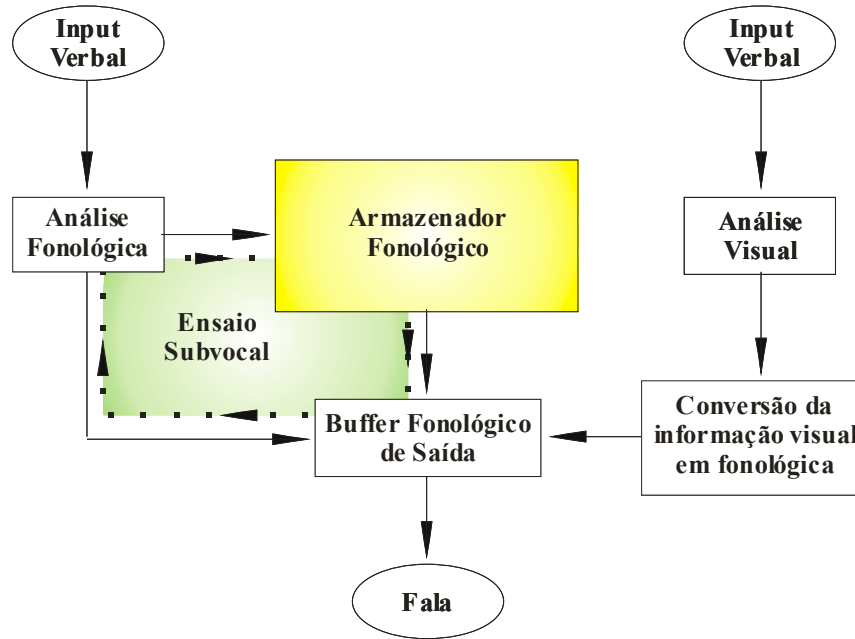 Input
Verbal
Input
Verbal
Análise
Fonológica
Armazenador
Fonológico
Análise
Visual
Ensaio
Subvocal
Buffer Fonológico
de Saída
Conversão da
informação visual
em fonológica
Fala